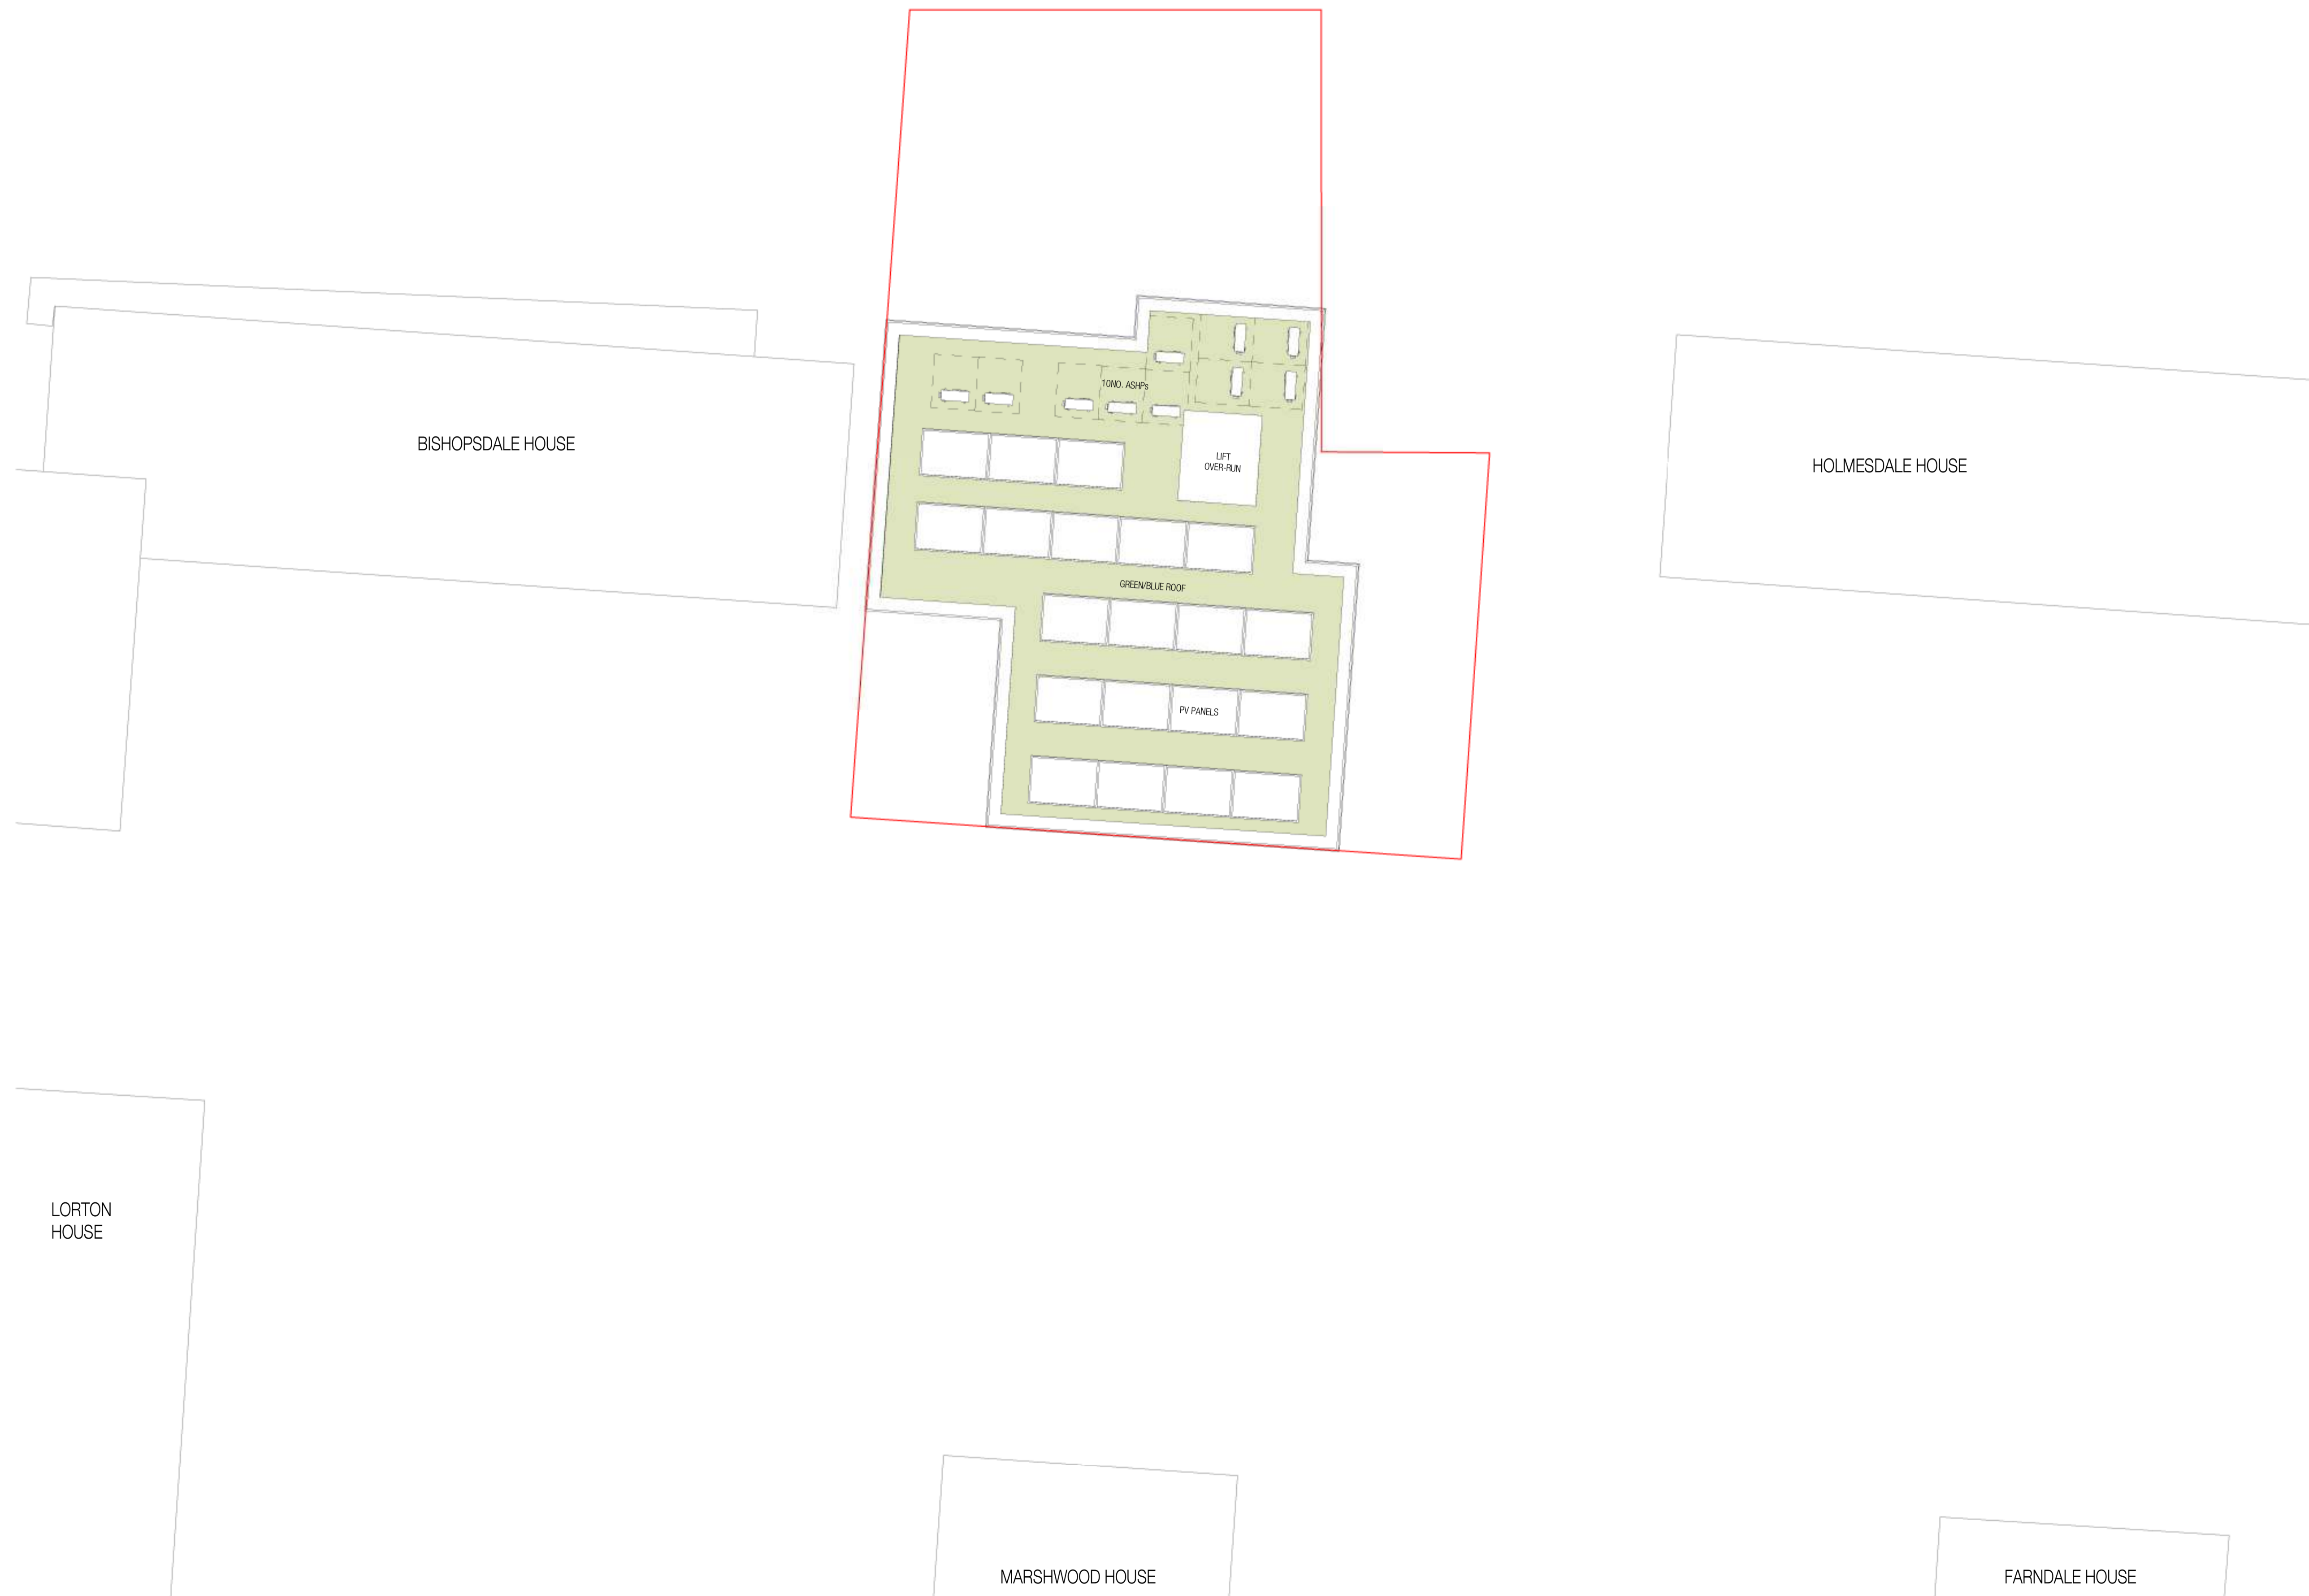 10NO. ASHPs
BISHOPSDALE HOUSE
LIFT
OVER-RUN
HOLMESDALE HOUSE
GREEN/BLUE ROOF
PV PANELS
LORTON
HOUSE
MARSHWOOD HOUSE
FARNDALE HOUSE